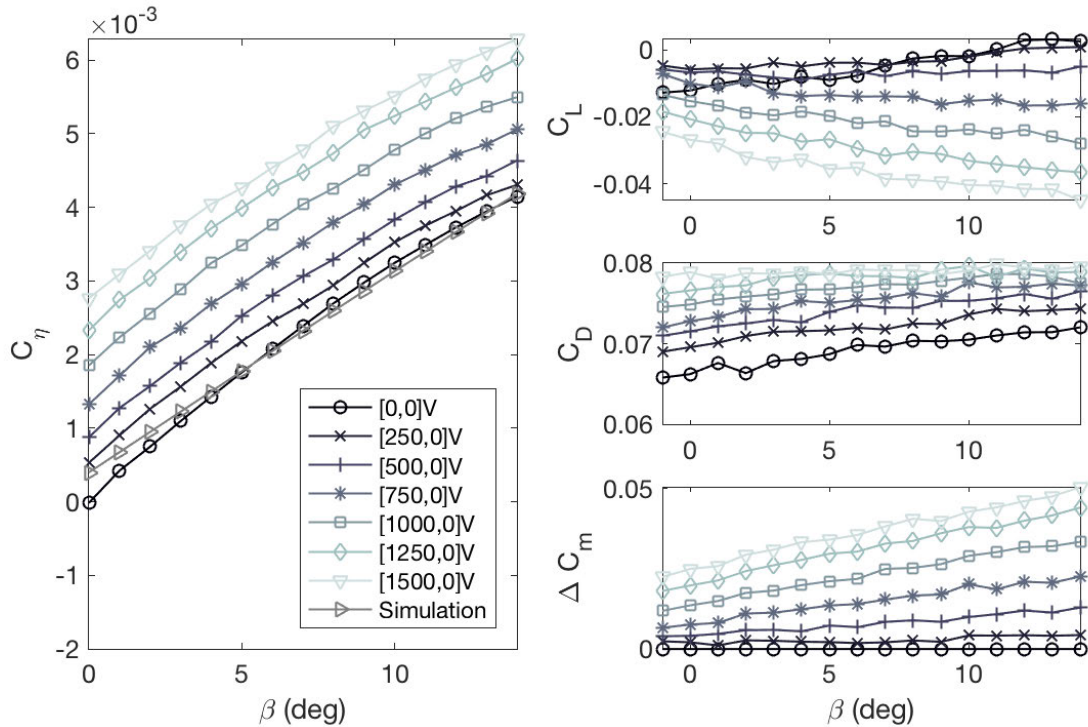 ×10⁻³
6
5
4
3
2
1
0
-1
-2
C_η
0
5
10
β (deg)
[0,0]V
[250,0]V
[500,0]V
[750,0]V
[1000,0]V
[1250,0]V
[1500,0]V
Simulation
0
-0.02
-0.04
C_L
0
5
10
0.08
0.07
0.06
C_D
0
5
10
0.05
0
Δ C_m
0
5
10
β (deg)